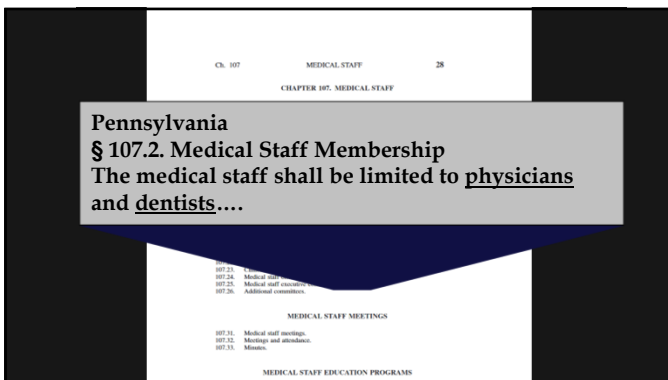 Ch. 107 MEDICAL STAFF 28
CHAPTER 107. MEDICAL STAFF
Pennsylvania
§ 107.2. Medical Staff Membership
The medical staff shall be limited to physicians
and dentists….
107.23.
107.24. Medical staff
107.25. Medical staff executive
107.26. Additional committees.
MEDICAL STAFF MEETINGS
107.31. Medical staff meetings.
107.32. Meetings and attendance.
107.33. Minutes.
MEDICAL STAFF EDUCATION PROGRAMS